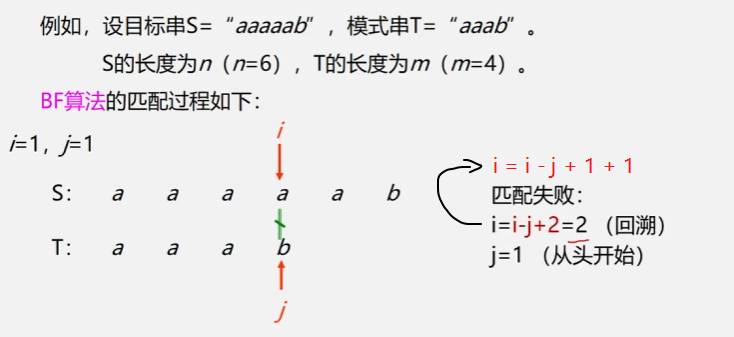 例如，设目标串S=“aaaaab”，模式串T=“aaab”。
S的长度为n（n=6），T的长度为m（m=4）。
BF算法的匹配过程如下：
i
i=1，j=1
i = i - j + 1 + 1
S: a a a a a b
匹配失败：
i=i-j+2=2 （回溯）
T: a a a b
j=1 （从头开始）
j